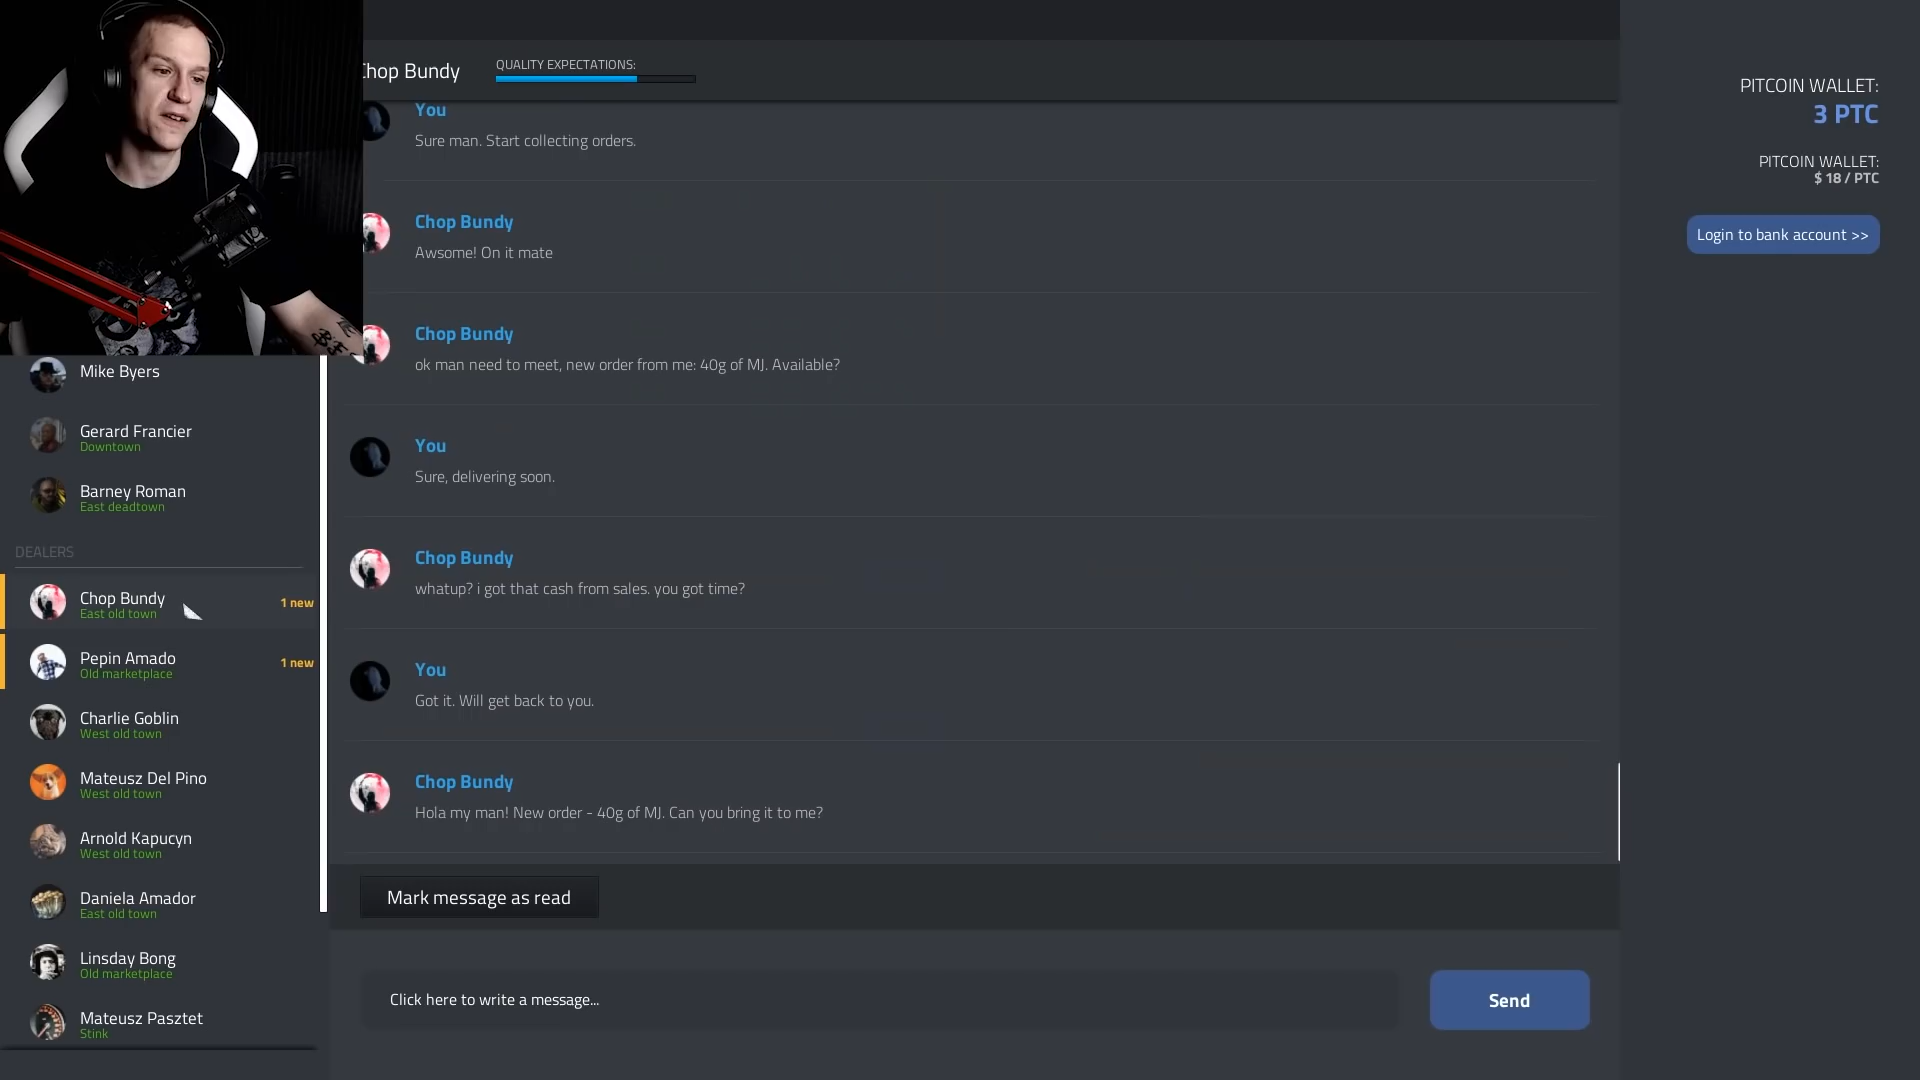 Chop Bundy
QUALITY EXPECTATIONS:
You
Sure man. Start collecting orders.
Chop Bundy
Awsome! On it mate
Chop Bundy
ok man need to meet, new order from me: 40g of MJ. Available?
You
Sure, delivering soon.
Chop Bundy
whatup? i got that cash from sales. you got time?
You
Got it. Will get back to you.
Chop Bundy
Hola my man! New order - 40g of MJ. Can you bring it to me?
Mark message as read
Click here to write a message...
Send
Mike Byers
Gerard Francier
Downtown
Barney Roman
East deadtown
DEALERS
Chop Bundy
East old town
1 new
Pepin Amado
Old marketplace
1 new
Charlie Goblin
West old town
Mateusz Del Pino
West old town
Arnold Kapucyn
West old town
Daniela Amador
East old town
Linsday Bong
Old marketplace
Mateusz Pasztet
Stink
PITCOIN WALLET:
3 PTC
PITCOIN WALLET:
$ 18 / PTC
Login to bank account >>